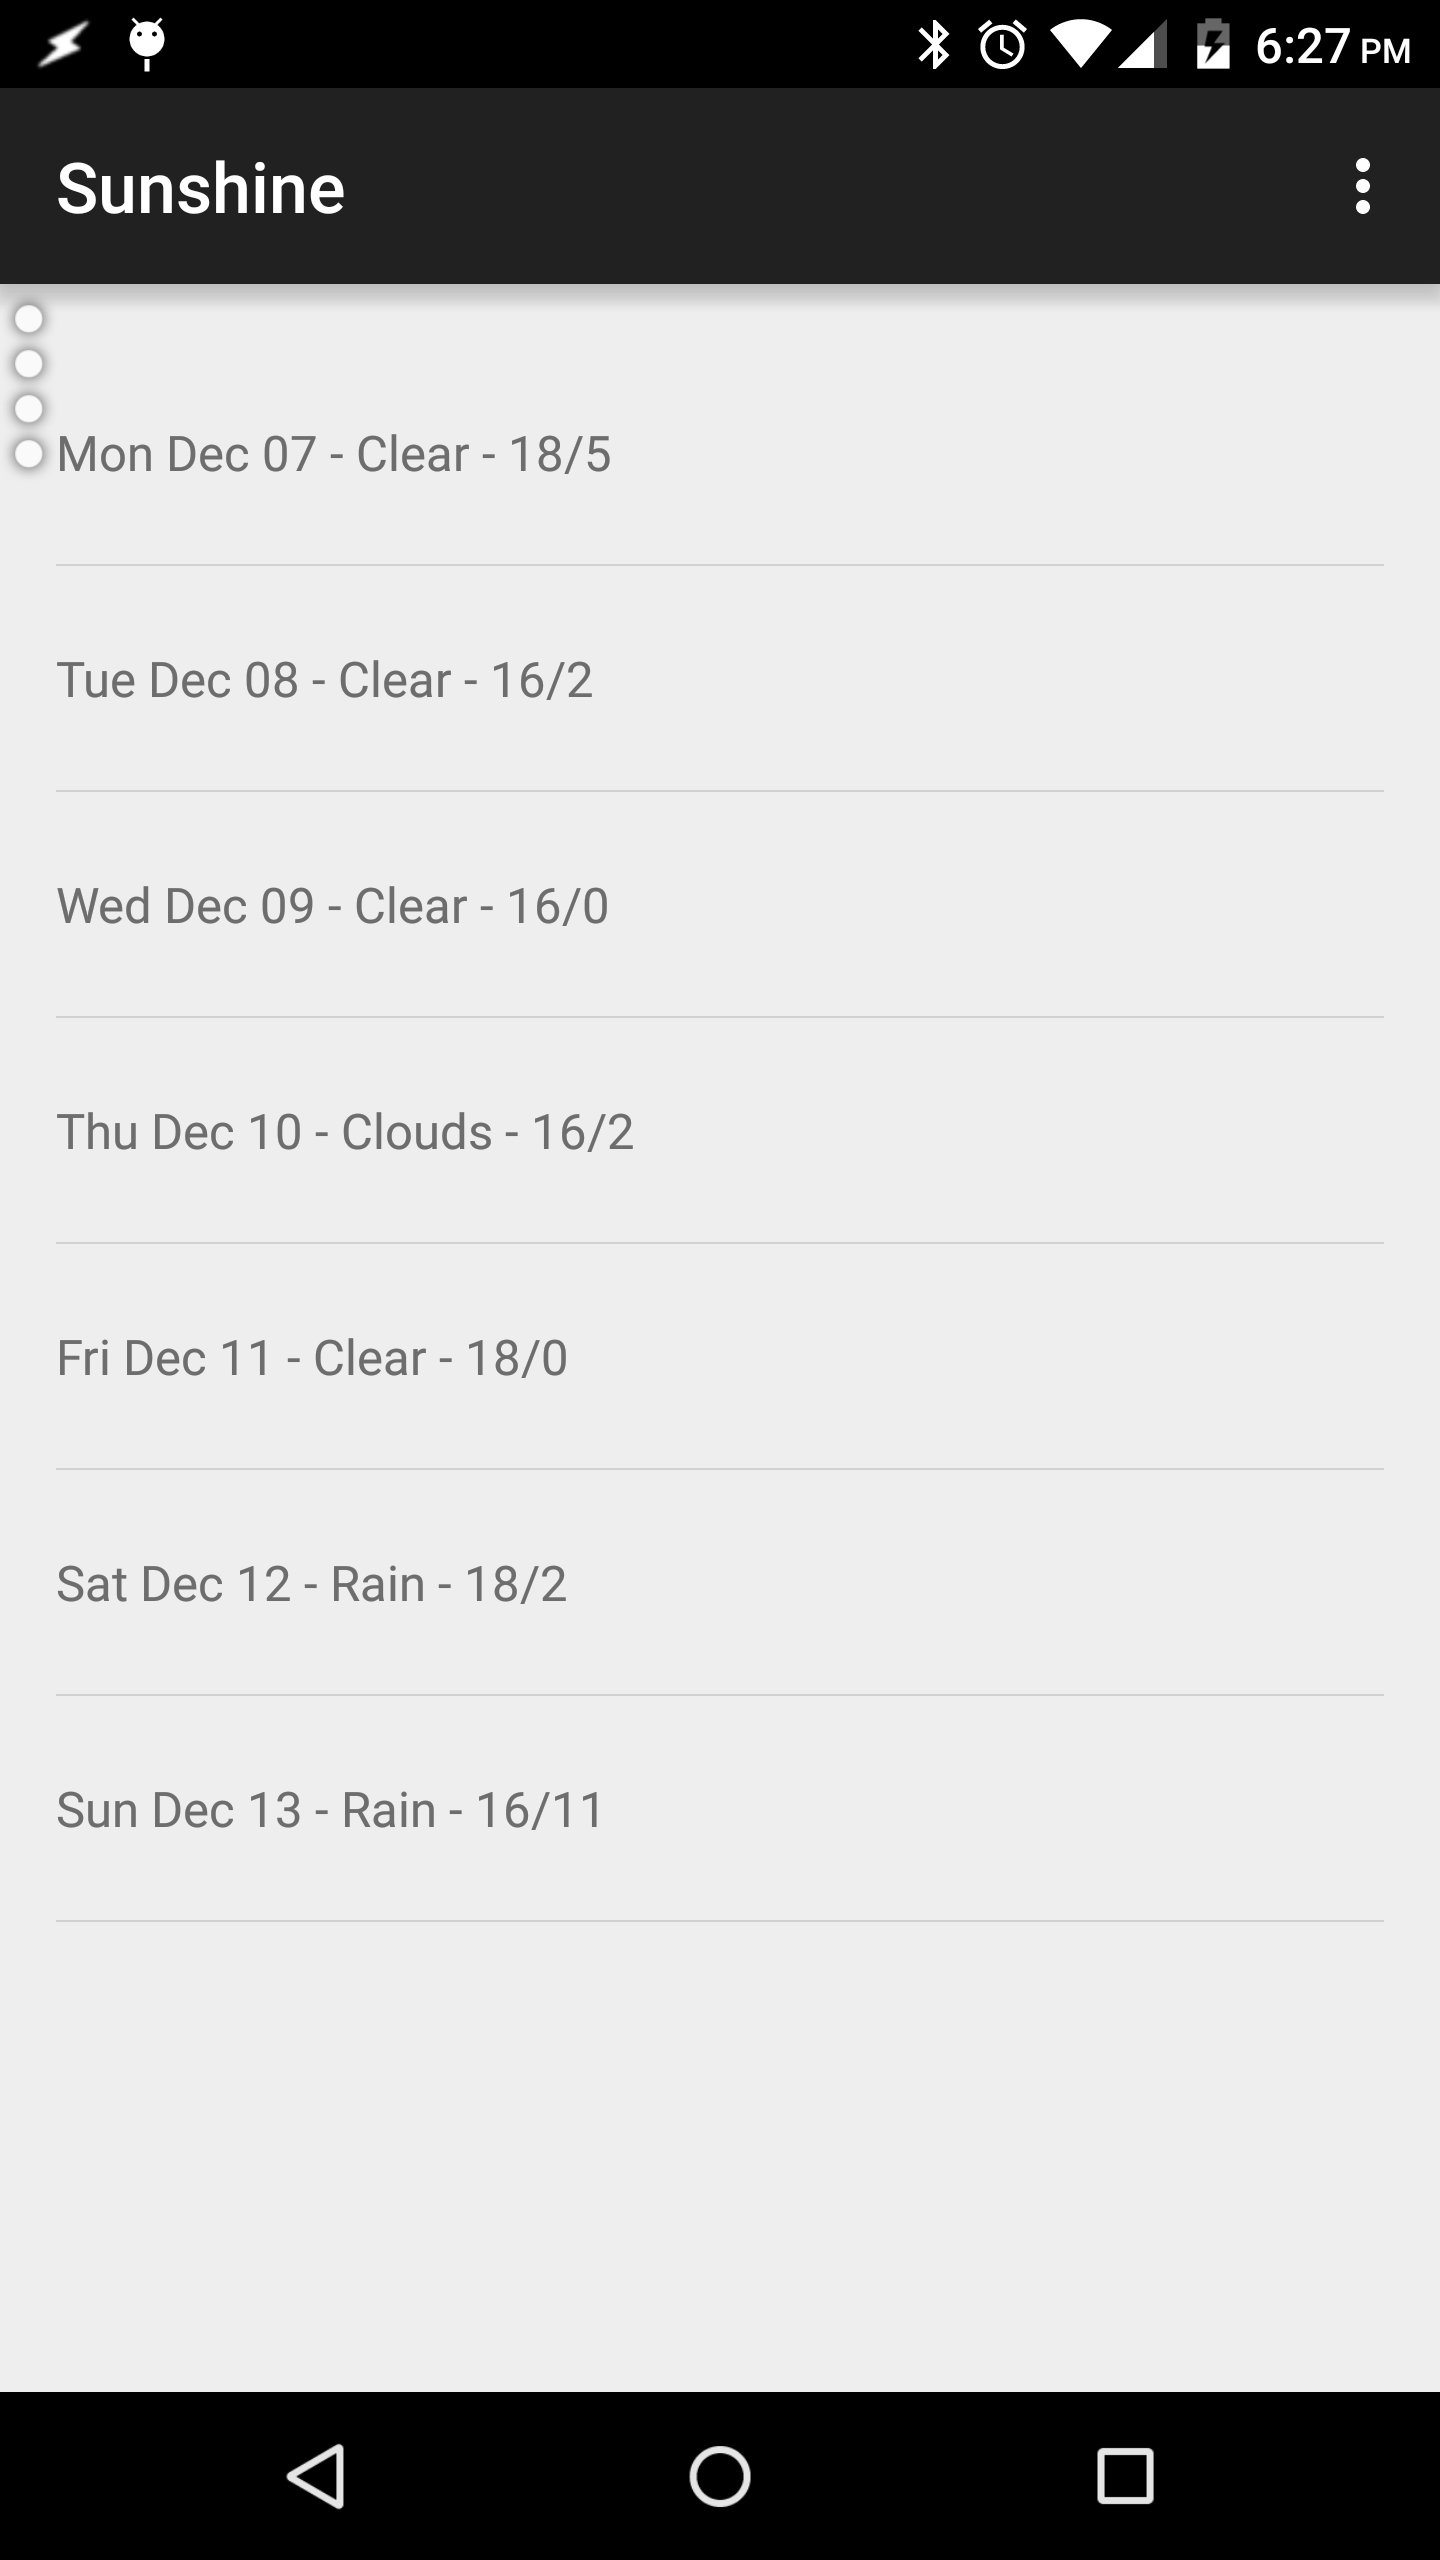 6:27 PM
Sunshine
Mon Dec 07 - Clear - 18/5
Tue Dec 08 - Clear - 16/2
Wed Dec 09 - Clear - 16/0
Thu Dec 10 - Clouds - 16/2
Fri Dec 11 - Clear - 18/0
Sat Dec 12 - Rain - 18/2
Sun Dec 13 - Rain - 16/11